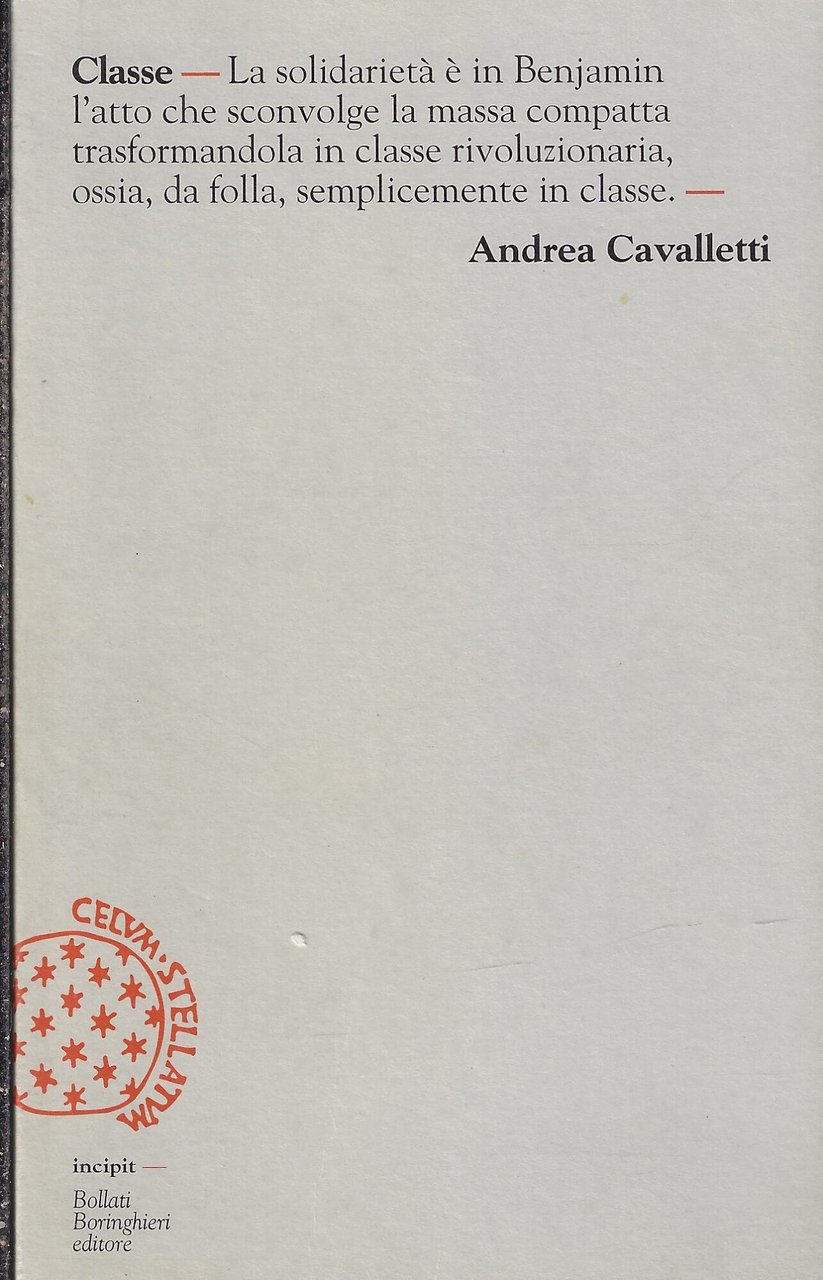 Classe — La solidarietà è in Benjamin
l'atto che sconvolge la massa compatta
trasformandola in classe rivoluzionaria,
ossia, da folla, semplicemente in classe. —
Andrea Cavalletti
CELVM·STELLATVM
incipit —
Bollati
Boringhieri
editore